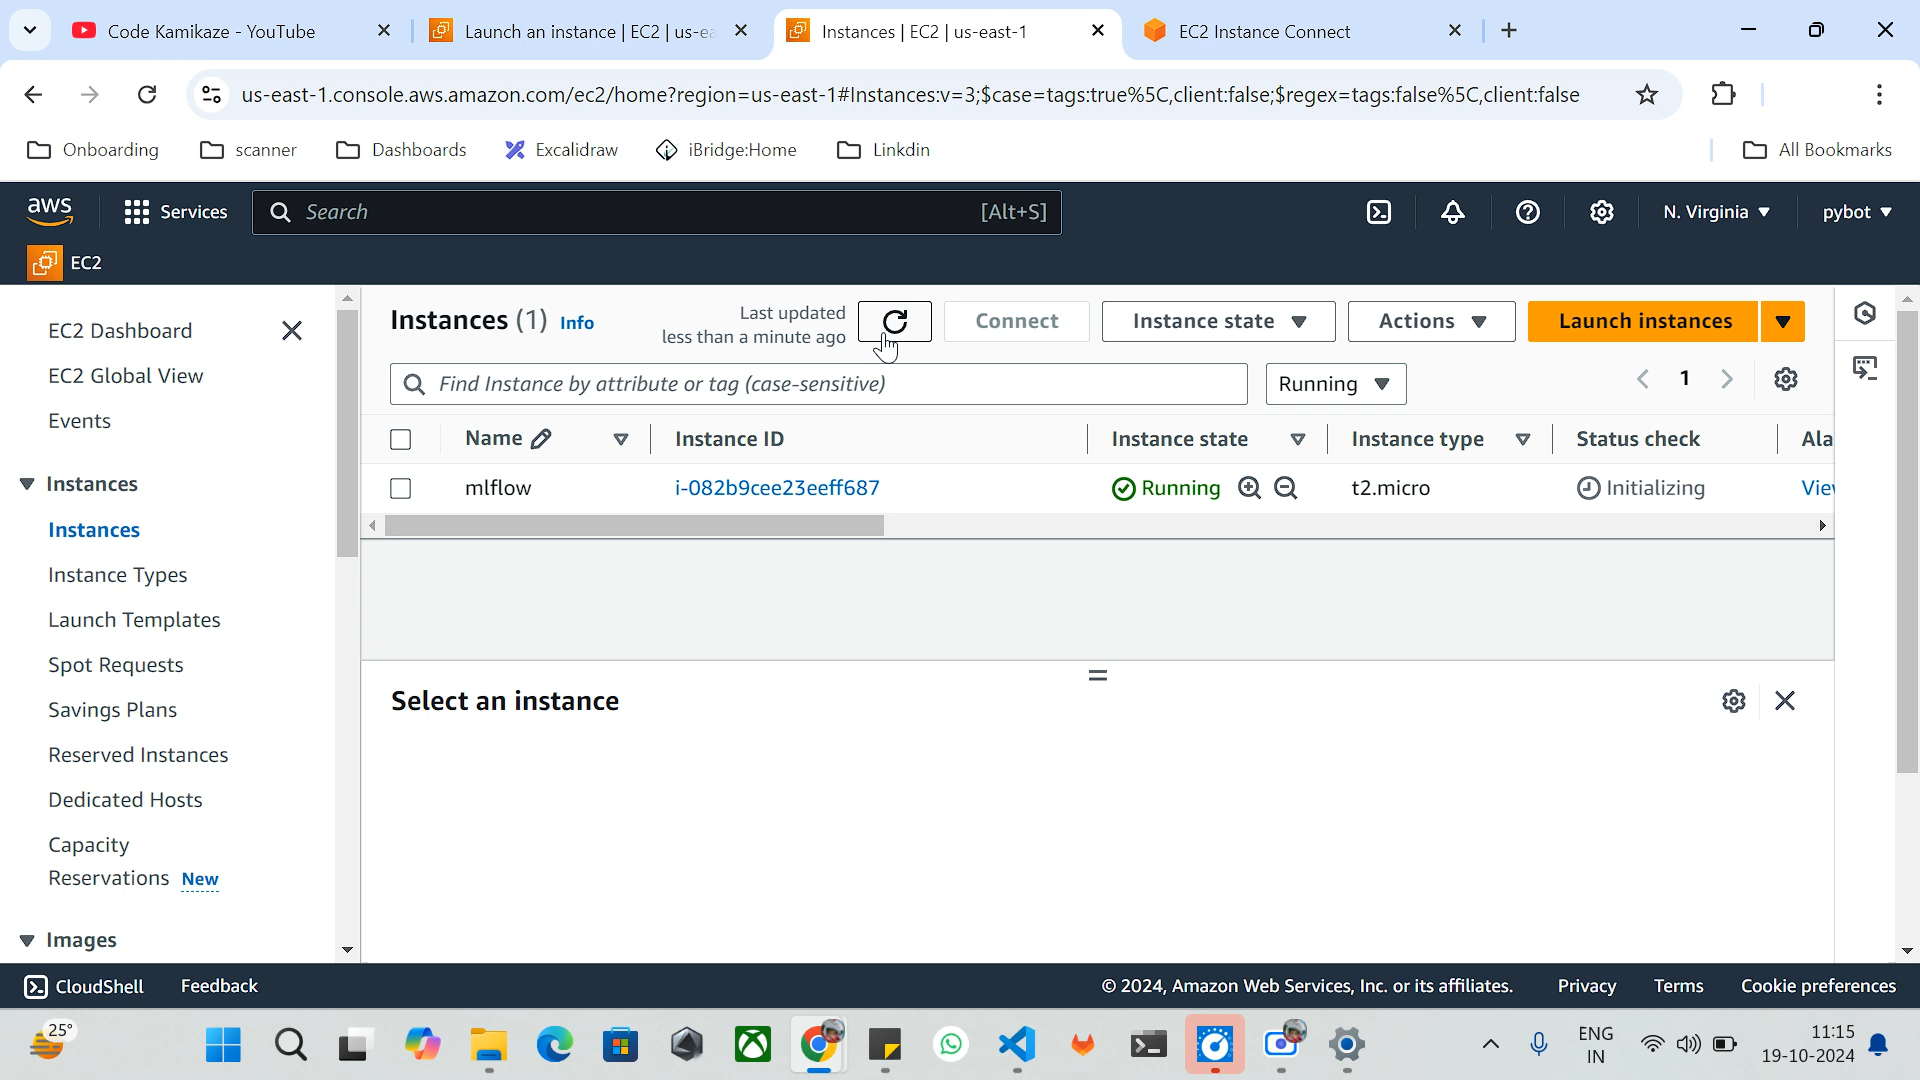 Code Kamikaze - YouTube
Launch an instance | EC2 | us-ea
Instances | EC2 | us-east-1
EC2 Instance Connect
us-east-1.console.aws.amazon.com/ec2/home?region=us-east-1#Instances:v=3;$case=tags:true%5C,client:false;$regex=tags:false%5C,client:false
Onboarding
scanner
Dashboards
Excalidraw
iBridge:Home
Linkdin
All Bookmarks
aws
Services
Search
[Alt+S]
N. Virginia
pybot
EC2
EC2 Dashboard
EC2 Global View
Events
Instances
Instances
Instance Types
Launch Templates
Spot Requests
Savings Plans
Reserved Instances
Dedicated Hosts
Capacity
Reservations New
Images
Instances (1) Info
Last updated
less than a minute ago
Connect
Instance state
Actions
Launch instances
Find Instance by attribute or tag (case-sensitive)
Running
1
Name
Instance ID
Instance state
Instance type
Status check
Ala
mlflow
i-082b9cee23eeff687
Running
t2.micro
Initializing
Viev
Select an instance
CloudShell
Feedback
© 2024, Amazon Web Services, Inc. or its affiliates.
Privacy
Terms
Cookie preferences
25°
ENG
IN
11:15
19-10-2024